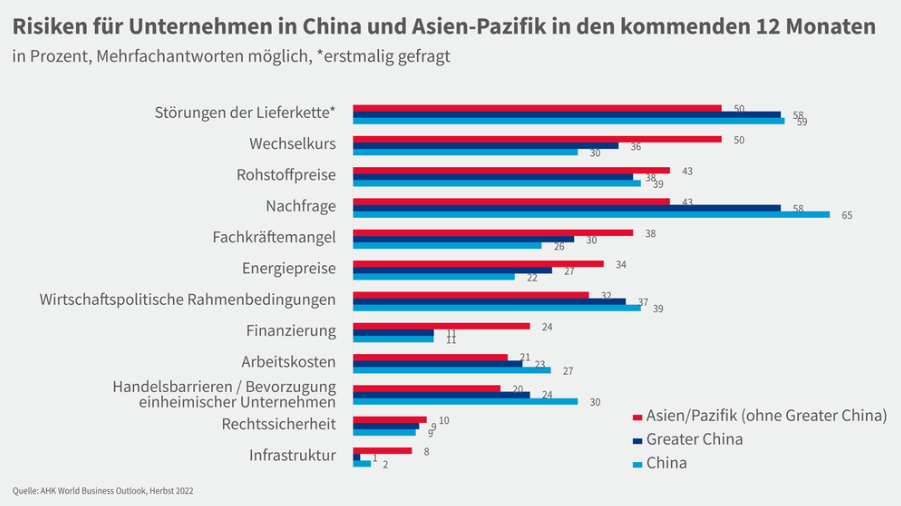 Risiken für Unternehmen in China und Asien-Pazifik in den kommenden 12 Monaten
in Prozent, Mehrfachantworten möglich, *erstmalig gefragt
Störungen der Lieferkette*
50
58
59
Wechselkurs
50
36
30
Rohstoffpreise
43
38
39
Nachfrage
43
58
65
Fachkräftemangel
38
30
26
Energiepreise
34
27
22
Wirtschaftspolitische Rahmenbedingungen
32
37
39
Finanzierung
24
11
11
Arbeitskosten
21
23
27
Handelsbarrieren / Bevorzugung
einheimischer Unternehmen
20
24
30
Rechtssicherheit
10
9
9
Infrastruktur
8
1
2
Asien/Pazifik (ohne Greater China)
Greater China
China
Quelle: AHK World Business Outlook, Herbst 2022